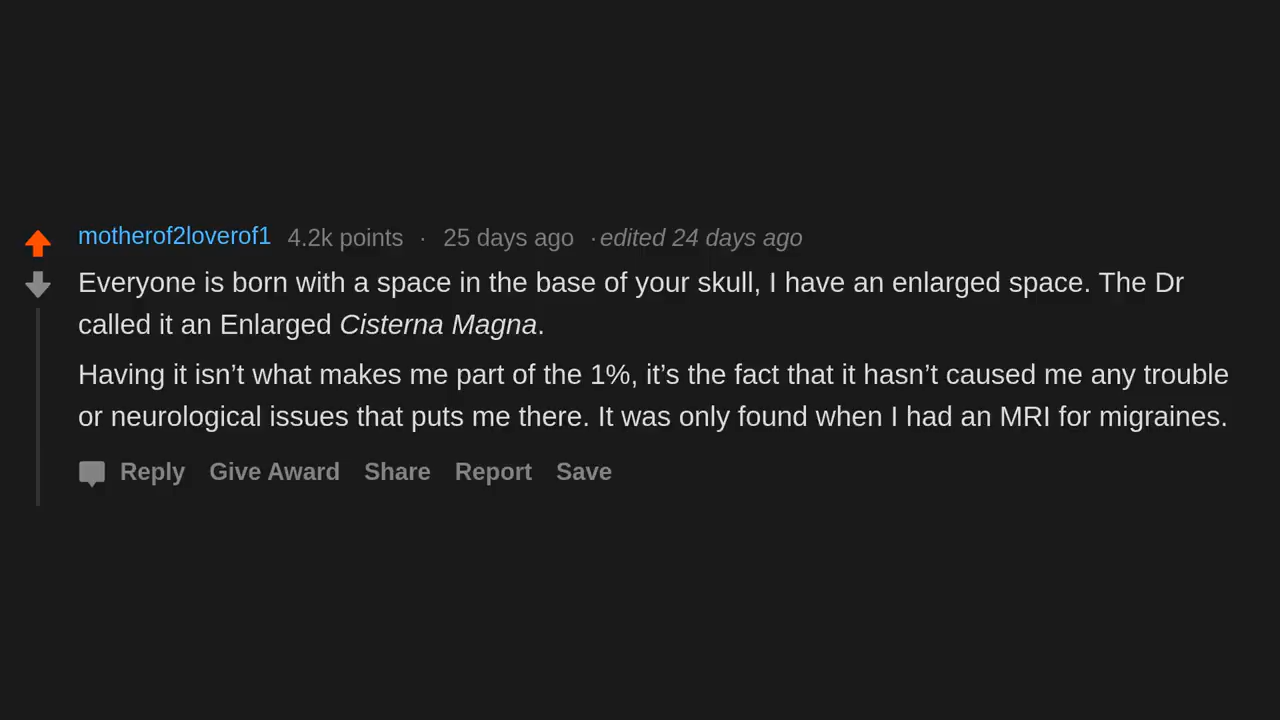 motherof2loverof1 4.2k points · 25 days ago · edited 24 days ago
Everyone is born with a space in the base of your skull, I have an enlarged space. The Dr
called it an Enlarged Cisterna Magna.
Having it isn’t what makes me part of the 1%, it’s the fact that it hasn’t caused me any trouble
or neurological issues that puts me there. It was only found when I had an MRI for migraines.
Reply Give Award Share Report Save